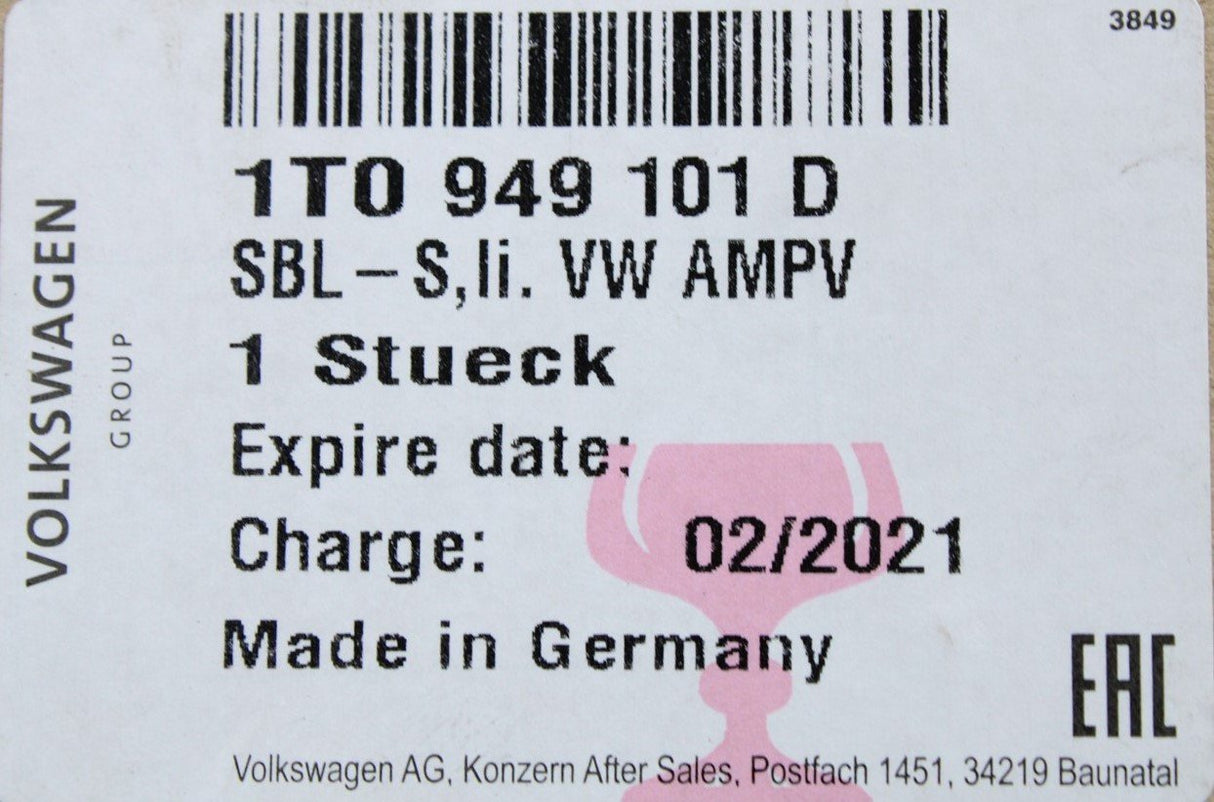 3849
1T0 949 101 D
SBL – S,li. VW AMPV
1 Stueck
Expire date:
Charge: 02/2021
Made in Germany
EAC
Volkswagen AG, Konzern After Sales, Postfach 1451, 34219 Baunatal
VOLKSWAGEN
GROUP